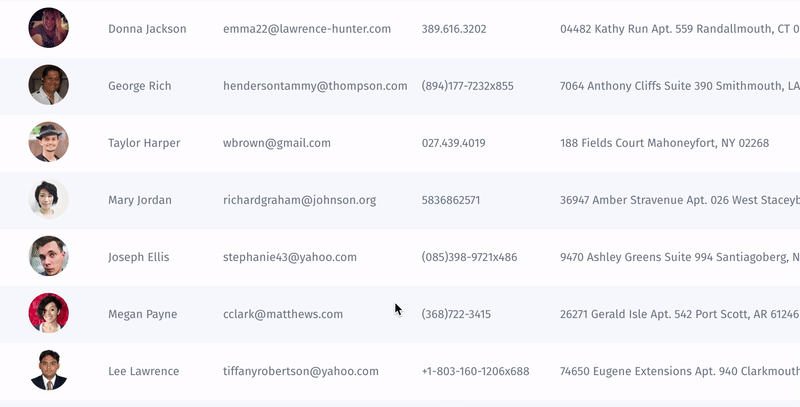 Donna Jackson emma22@lawrence-hunter.com 389.616.3202 04482 Kathy Run Apt. 559 Randallmouth, CT
George Rich hendersontammy@thompson.com (894)177-7232x855 7064 Anthony Cliffs Suite 390 Smithmouth, LA
Taylor Harper wbrown@gmail.com 027.439.4019 188 Fields Court Mahoneyfort, NY 02268
Mary Jordan richardgraham@johnson.org 5836862571 36947 Amber Stravenue Apt. 026 West
Joseph Ellis stephanie43@yahoo.com (085)398-9721x486 9470 Ashley Greens Suite 994 Santiagoberg,
Megan Payne cclark@matthews.com (368)722-3415 26271 Gerald Isle Apt. 542 Port Scott, AR 61246
Lee Lawrence tiffanyrobertson@yahoo.com +1-803-160-1206x688 74650 Eugene Extensions Apt. 940 Clarkmouth